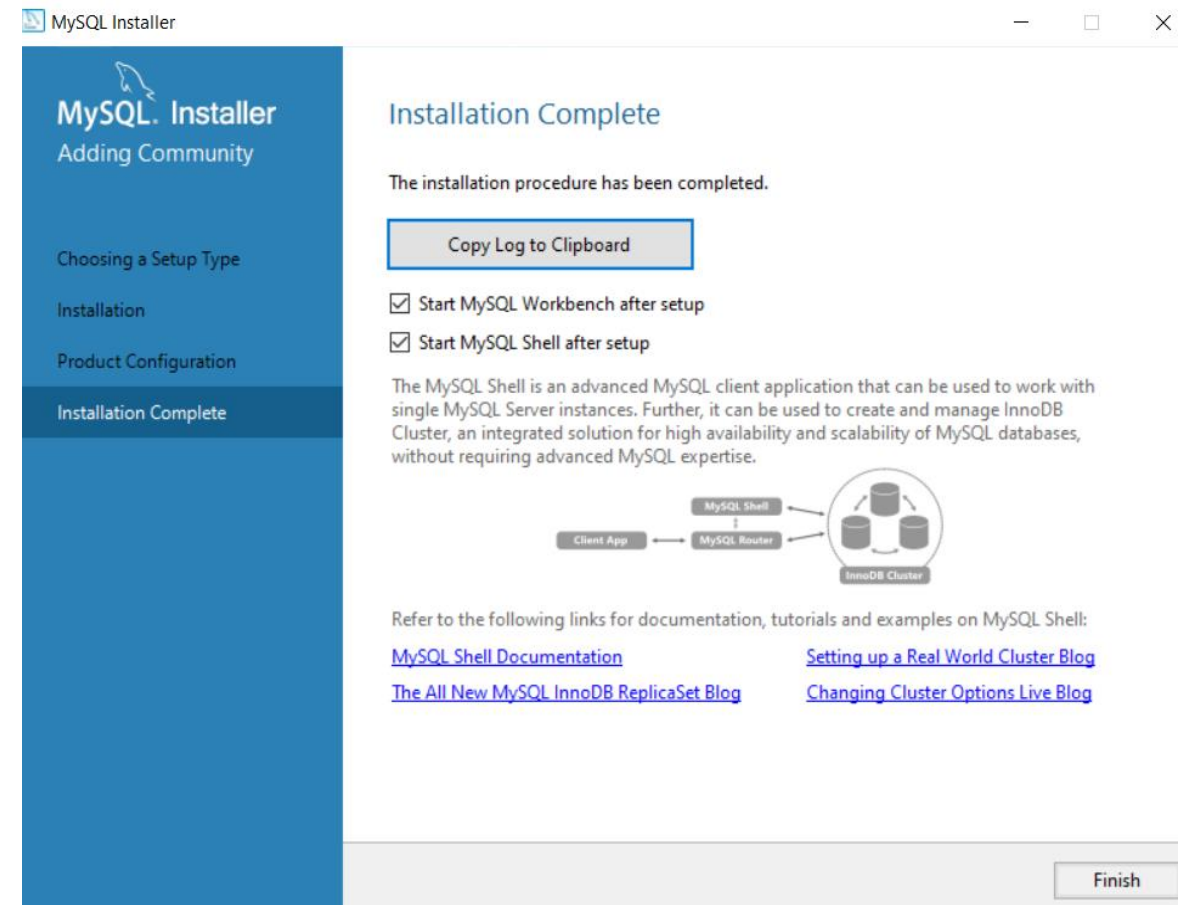 MySQL Installer
MySQL. Installer
Adding Community
Choosing a Setup Type
Installation
Product Configuration
Installation Complete
Installation Complete
The installation procedure has been completed.
Copy Log to Clipboard
Start MySQL Workbench after setup
Start MySQL Shell after setup
The MySQL Shell is an advanced MySQL client application that can be used to work with
single MySQL Server instances. Further, it can be used to create and manage InnoDB
Cluster, an integrated solution for high availability and scalability of MySQL databases,
without requiring advanced MySQL expertise.
MySQL Shell
Client App
MySQL Router
InnoDB Cluster
Refer to the following links for documentation, tutorials and examples on MySQL Shell:
MySQL Shell Documentation
Setting up a Real World Cluster Blog
The All New MySQL InnoDB ReplicaSet Blog
Changing Cluster Options Live Blog
Finish